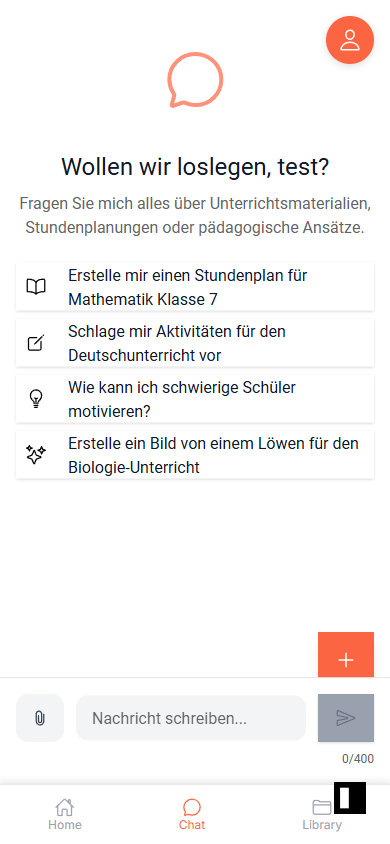 Wollen wir loslegen, test?
Fragen Sie mich alles über Unterrichtsmaterialien,
Stundenplanungen oder pädagogische Ansätze.
Erstelle mir einen Stundenplan für
Mathematik Klasse 7
Schlage mir Aktivitäten für den
Deutschunterricht vor
Wie kann ich schwierige Schüler
motivieren?
Erstelle ein Bild von einem Löwen für den
Biologie-Unterricht
Nachricht schreiben...
0/400
Home
Chat
Library